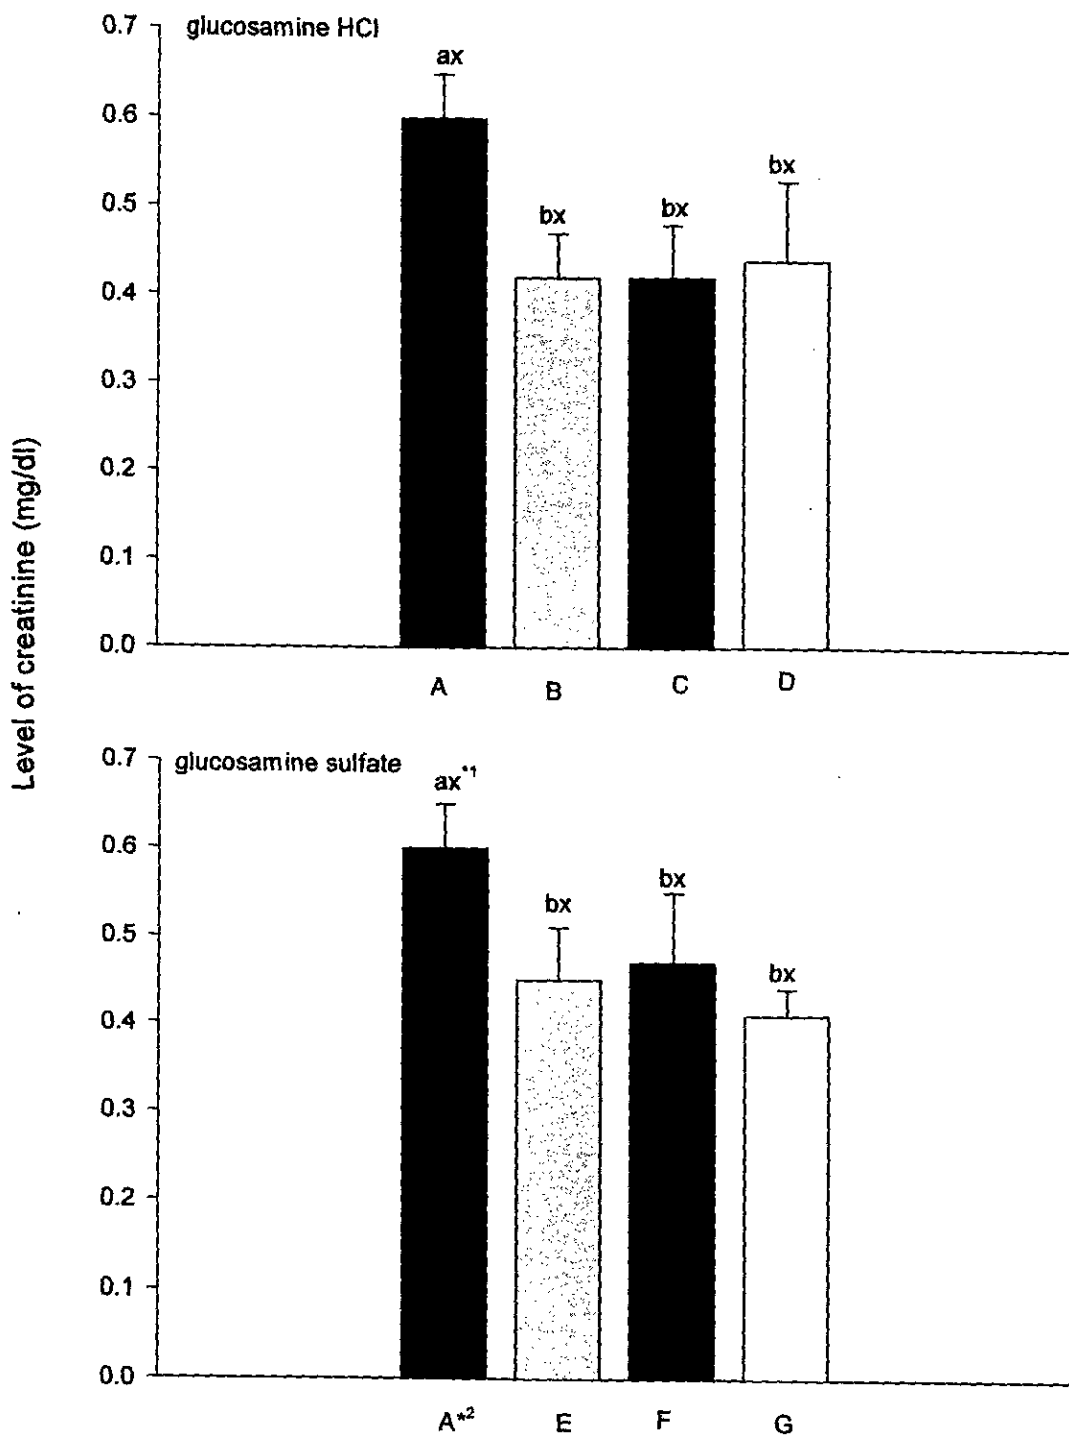 0.7 glucosamine HCl
ax
0.6
bx
0.5 bx bx
0.4
0.3
0.2
0.1
0.0
A B C D
Level of creatinine (mg/dl)
0.7 glucosamine sulfate
ax*1
0.6
bx
bx
0.5
bx
0.4
0.3
0.2
0.1
0.0
A*2 E F G